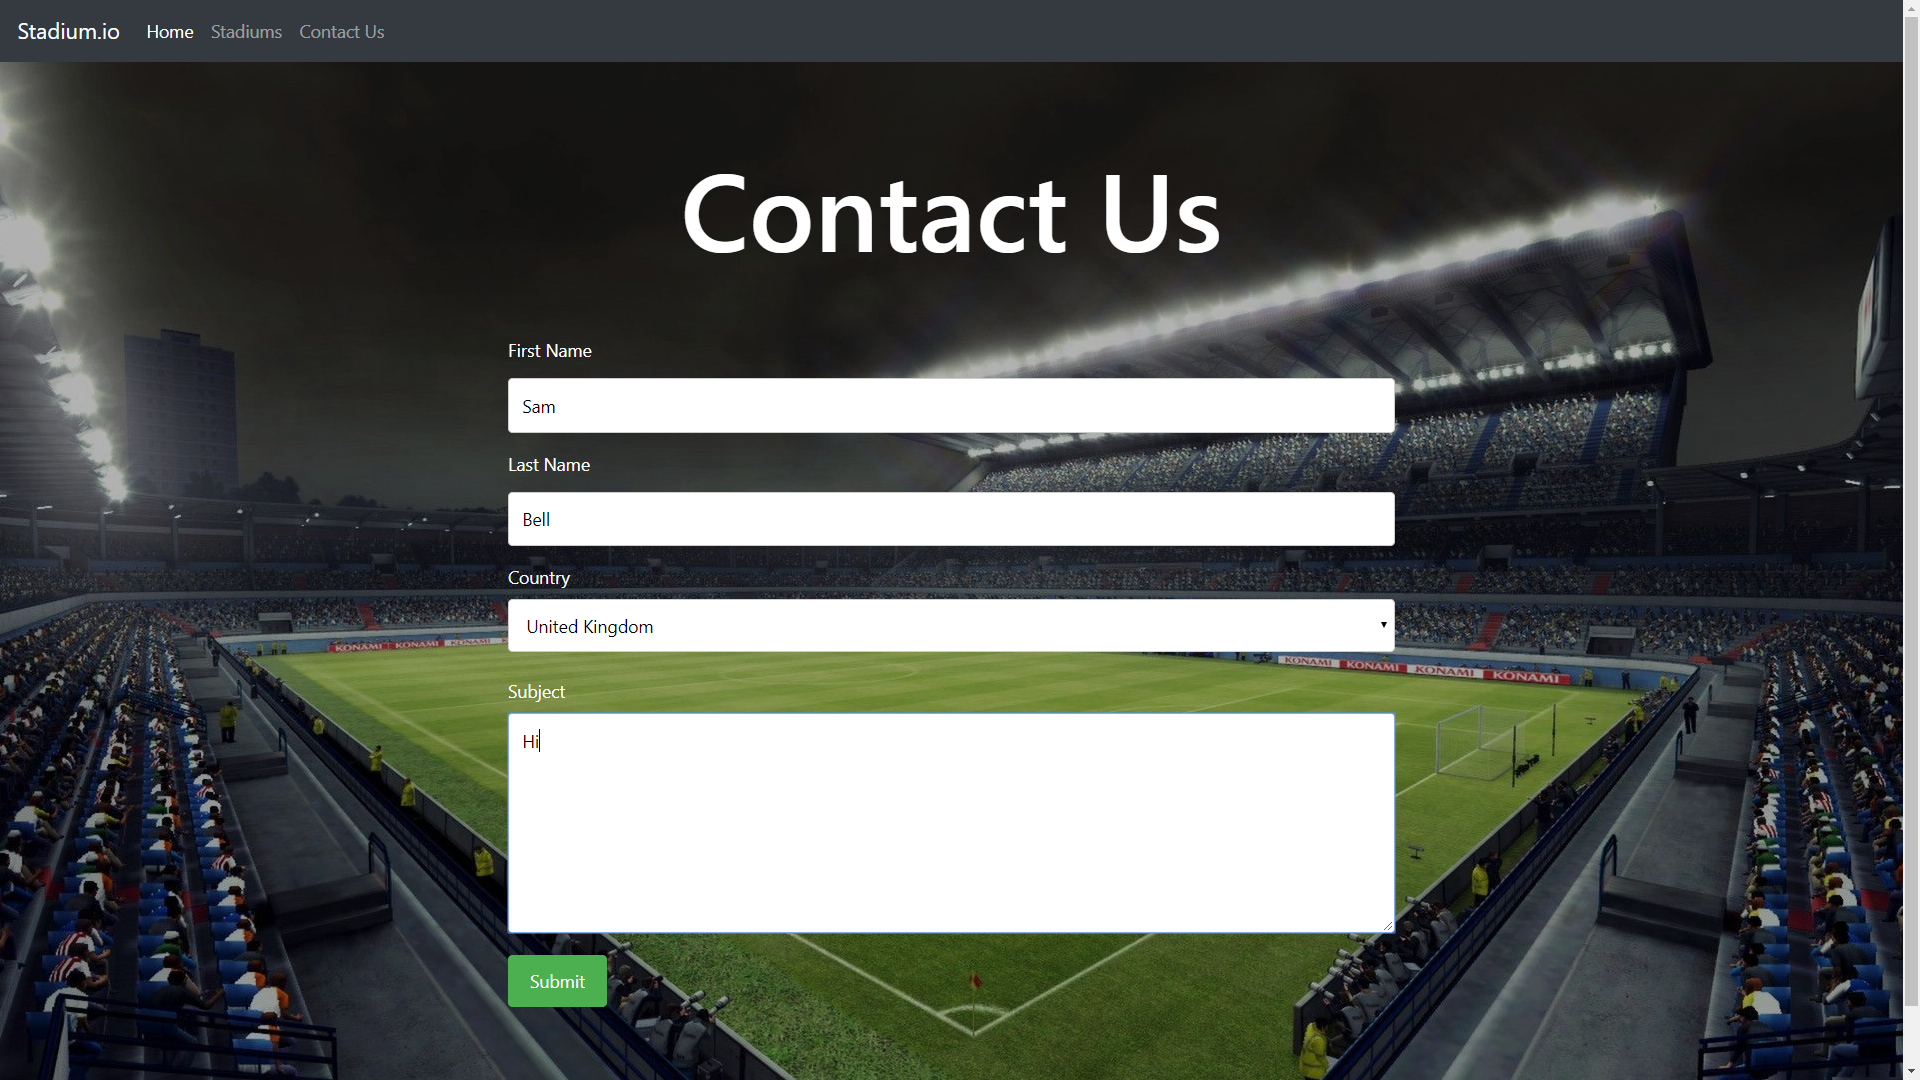 Stadium.io Home Stadiums Contact Us
Contact Us
First Name
Sam
Last Name
Bell
Country
United Kingdom
KONAMI KONAMI KONAMI
KONAMI KONAMI KONAMI KONAMI
Subject
Hi
Submit